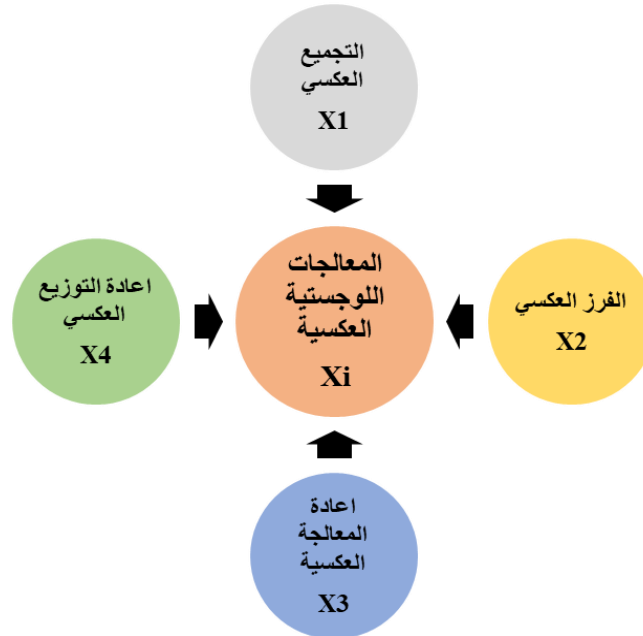 التجميع
العكسي
X1
المعالجات
اللوجستية
العكسية
Xi
الفرز العكسي
X2
اعادة التوزيع
العكسي
X4
اعادة
المعالجة
العكسية
X3